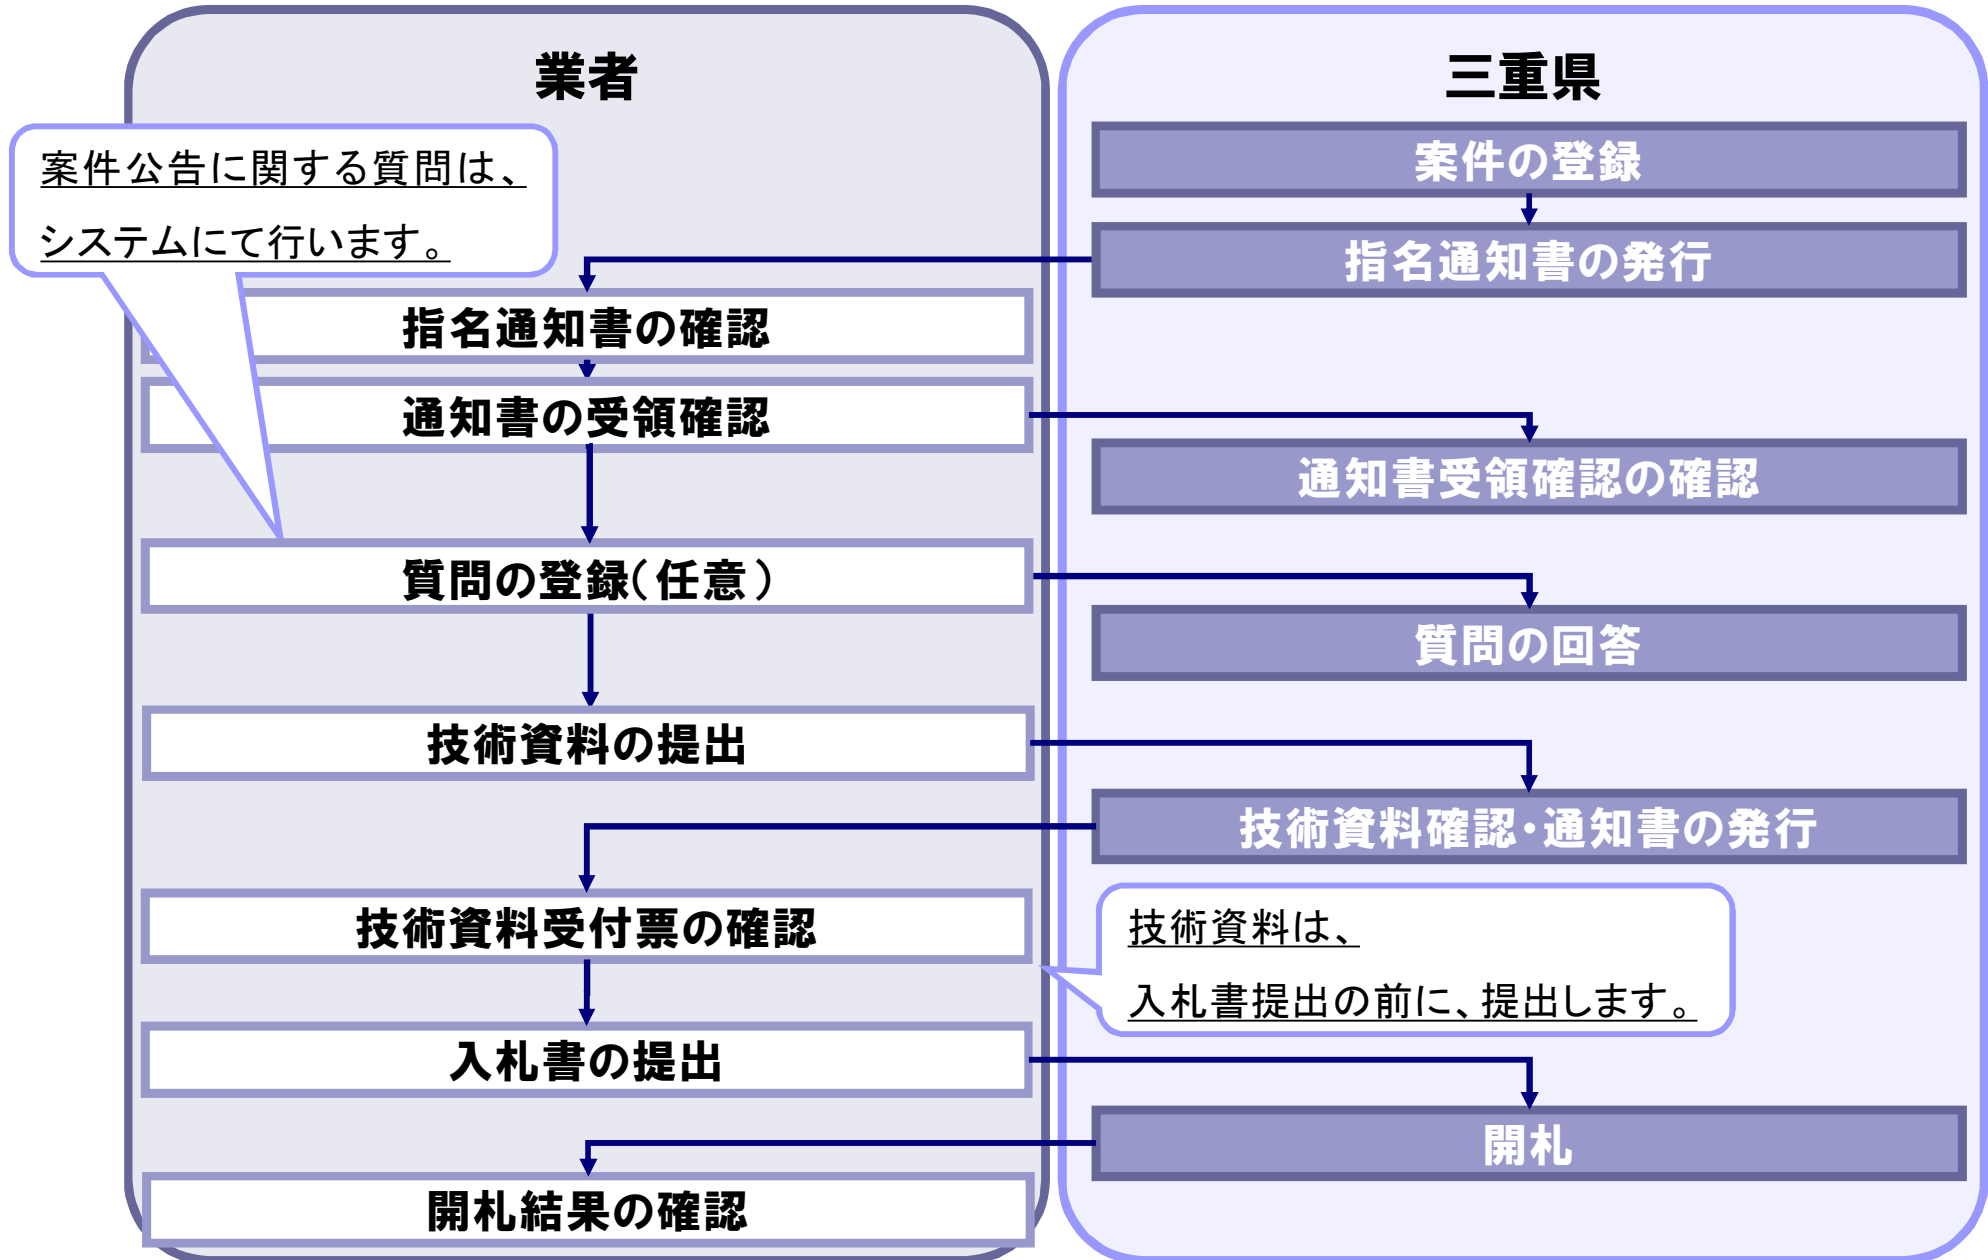 業者
三重県
案件公告に関する質問は、
システムにて行います。
案件の登録
指名通知書の発行
指名通知書の確認
通知書の受領確認
通知書受領確認の確認
質問の登録(任意)
質問の回答
技術資料の提出
技術資料確認・通知書の発行
技術資料受付票の確認
技術資料は、
入札書提出の前に、提出します。
入札書の提出
開札
開札結果の確認